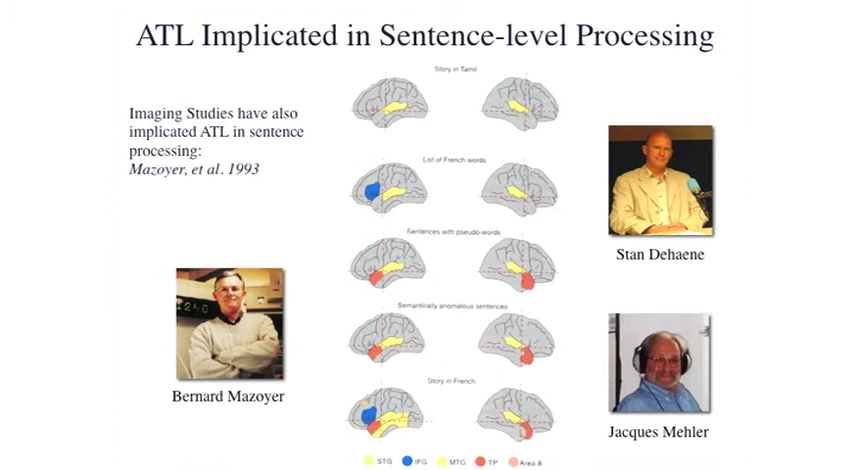 ATL Implicated in Sentence-level Processing
Story in Tamil
Imaging Studies have also
implicated ATL in sentence
processing:
Mazoyer, et al. 1993
List of French words
Sentences with pseudo-words
Stan Dehaene
Semantically anomalous sentences
Story in French
Bernard Mazoyer
Jacques Mehler
STG IFG MTG TP Area 8